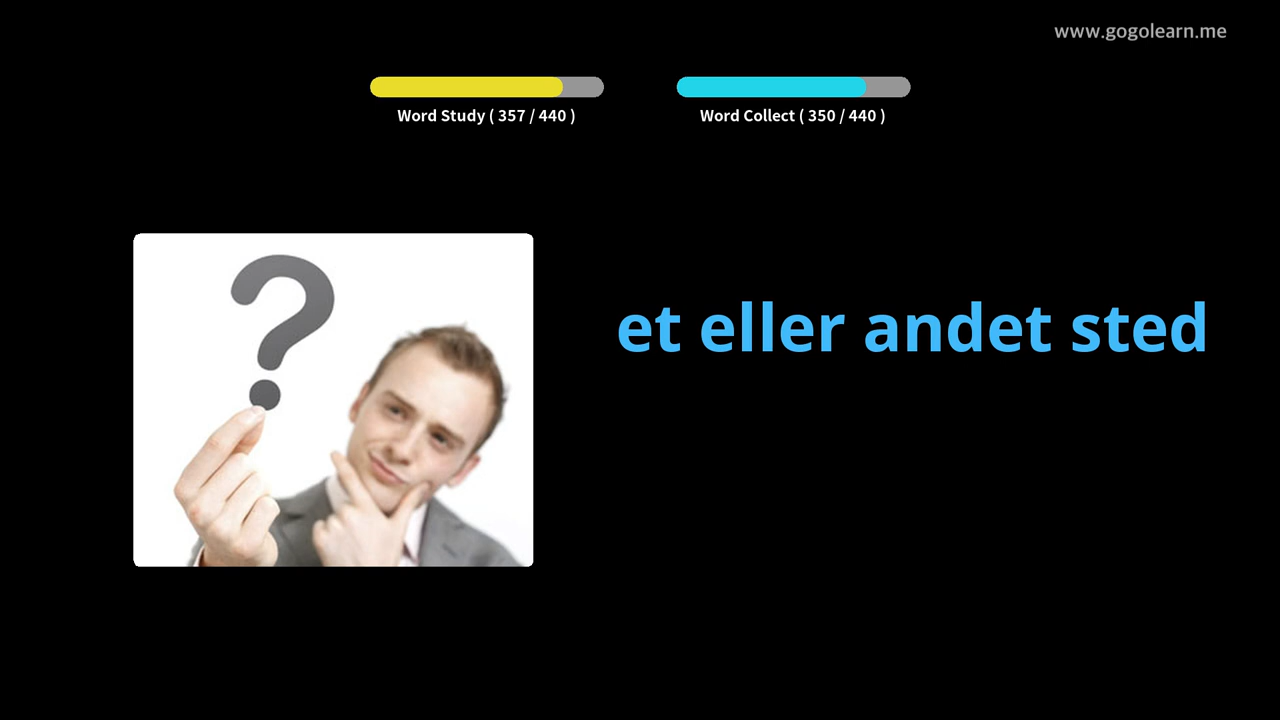 www.gogolearn.me
Word Study ( 357 / 440 )
Word Collect ( 350 / 440 )
?
et eller andet sted